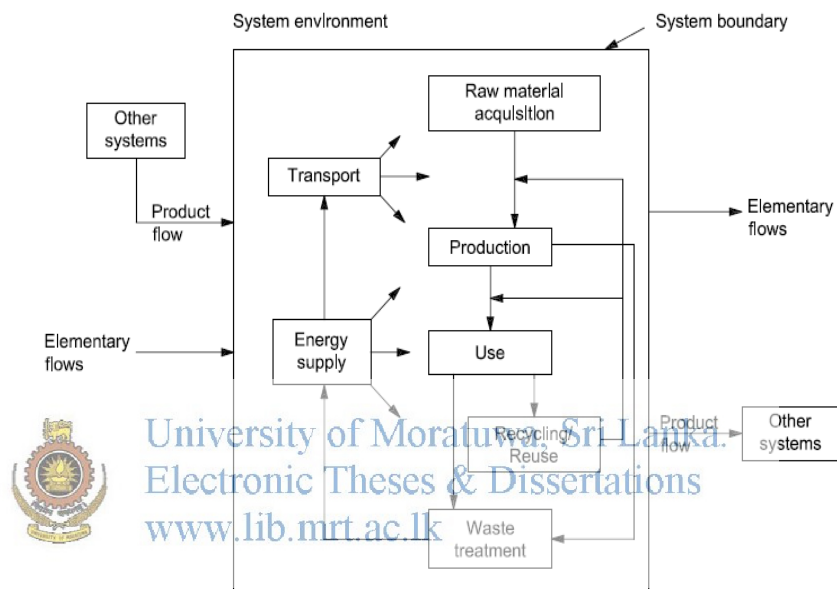 System environment
System boundary
Raw material
acquisition
Other
systems
Transport
Product
flow
Elementary
flows
Production
Elementary
flows
Energy
supply
Use
Recycling/
Reuse
Product
flow
Other
systems
Waste
treatment
University of Moratuwa, Sri Lanka.
Electronic Theses & Dissertations
www.lib.mrt.ac.lk